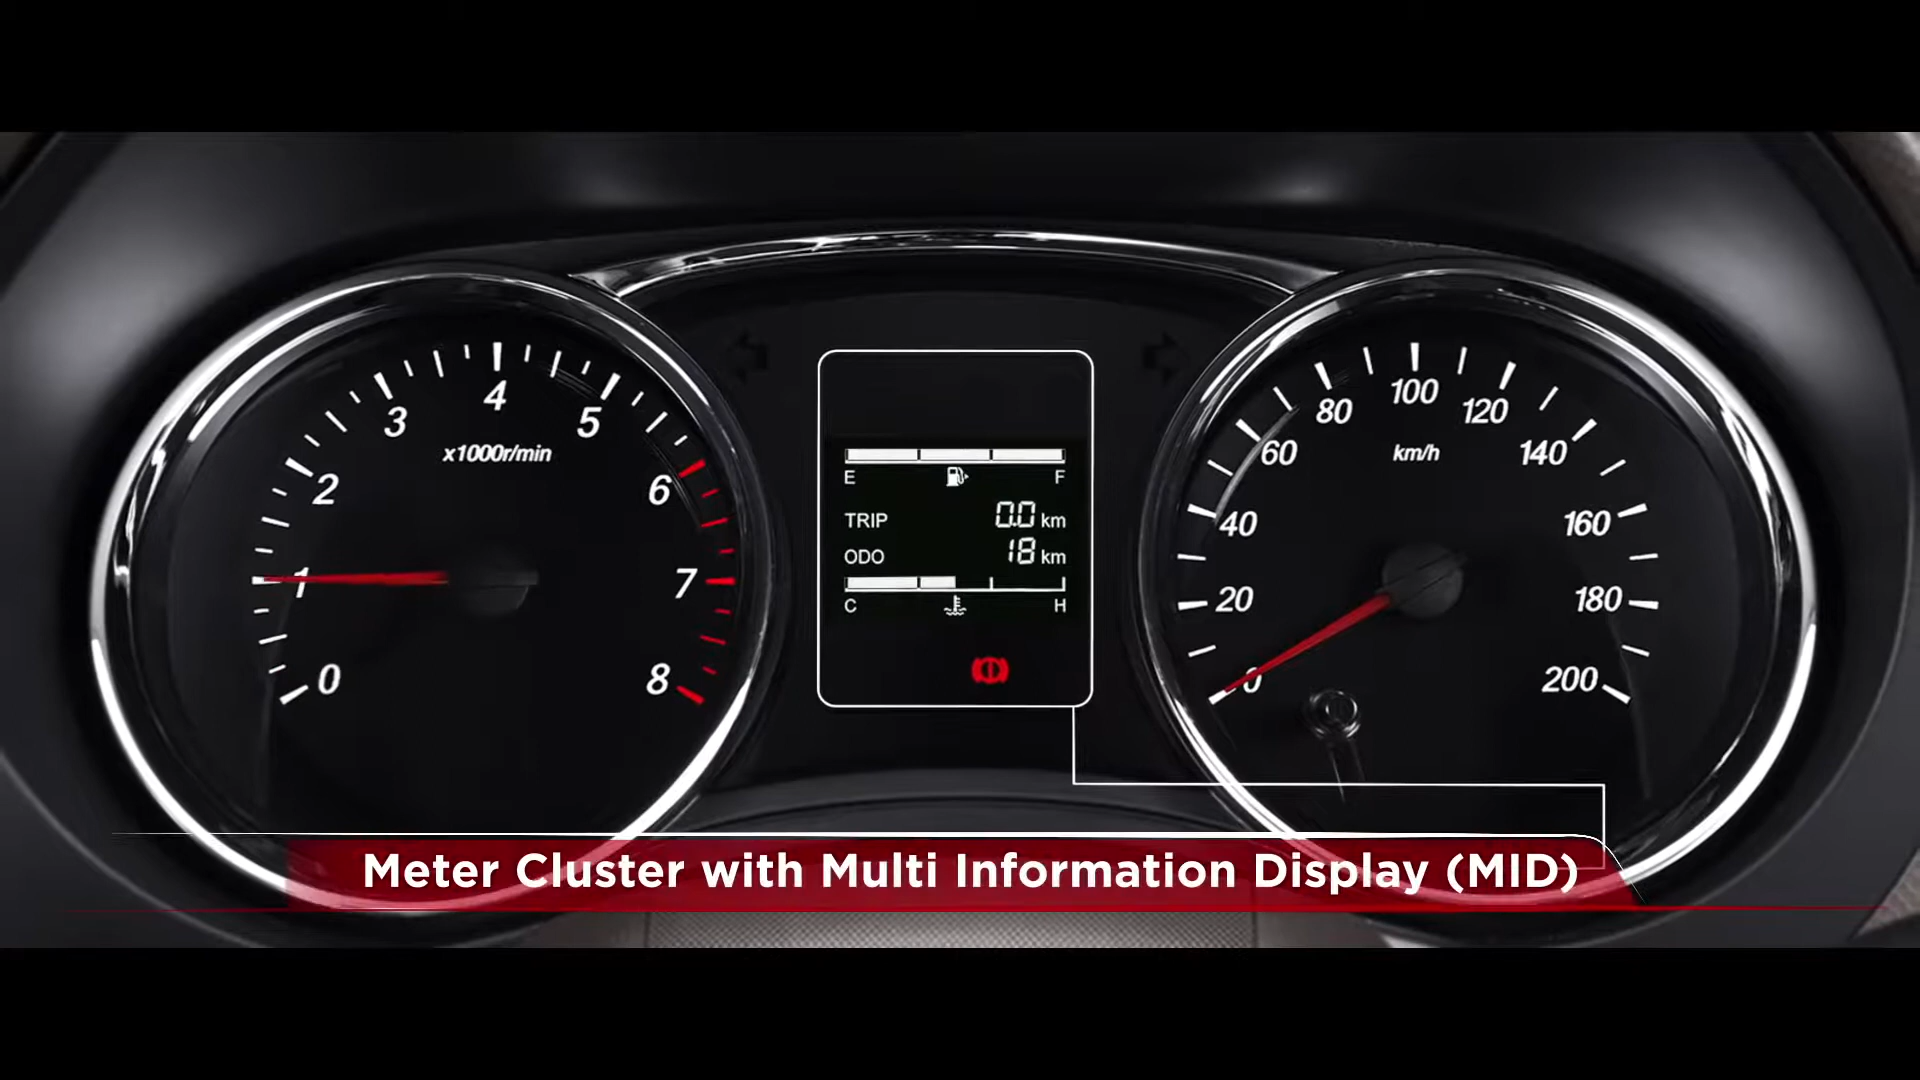 0
1
2
3
4
5
6
7
8
x1000r/min
E
F
TRIP 0.0 km
ODO 18 km
C
H
0
20
40
60
80
100
120
140
160
180
200
km/h
Meter Cluster with Multi Information Display (MID)